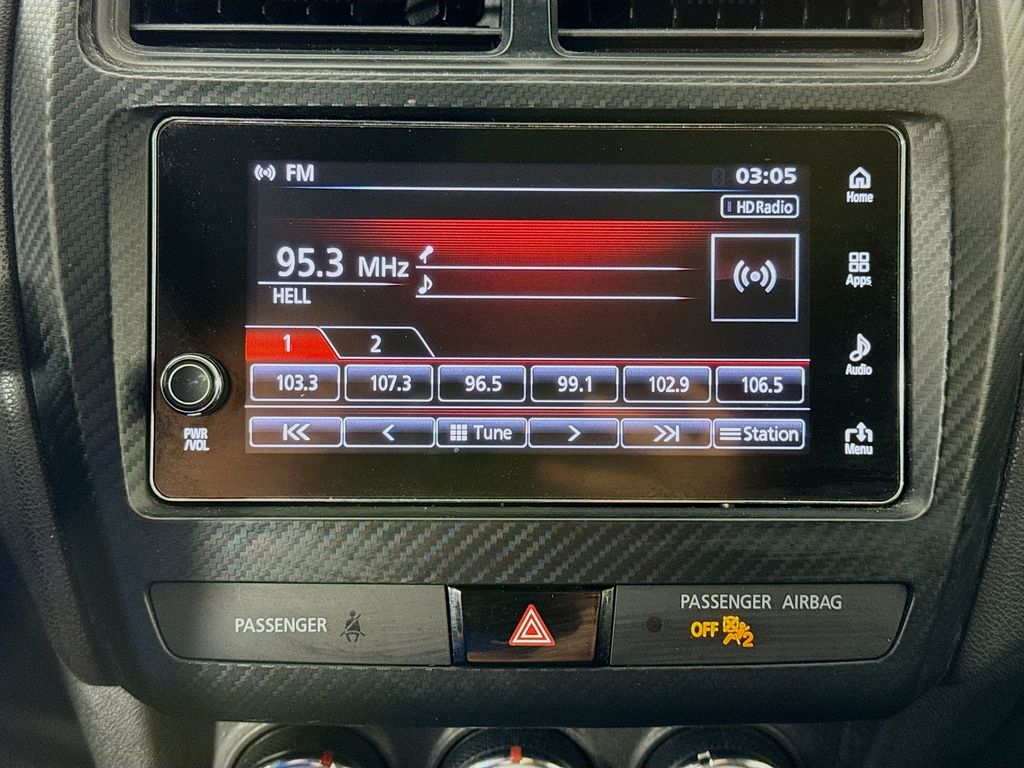 FM
03:05
HD Radio
95.3 MHz
HELL
1 2
103.3 107.3 96.5 99.1 102.9 106.5
Tune Station
Home
Apps
Audio
Menu
PWR
/VOL
PASSENGER
PASSENGER AIRBAG
OFF 2